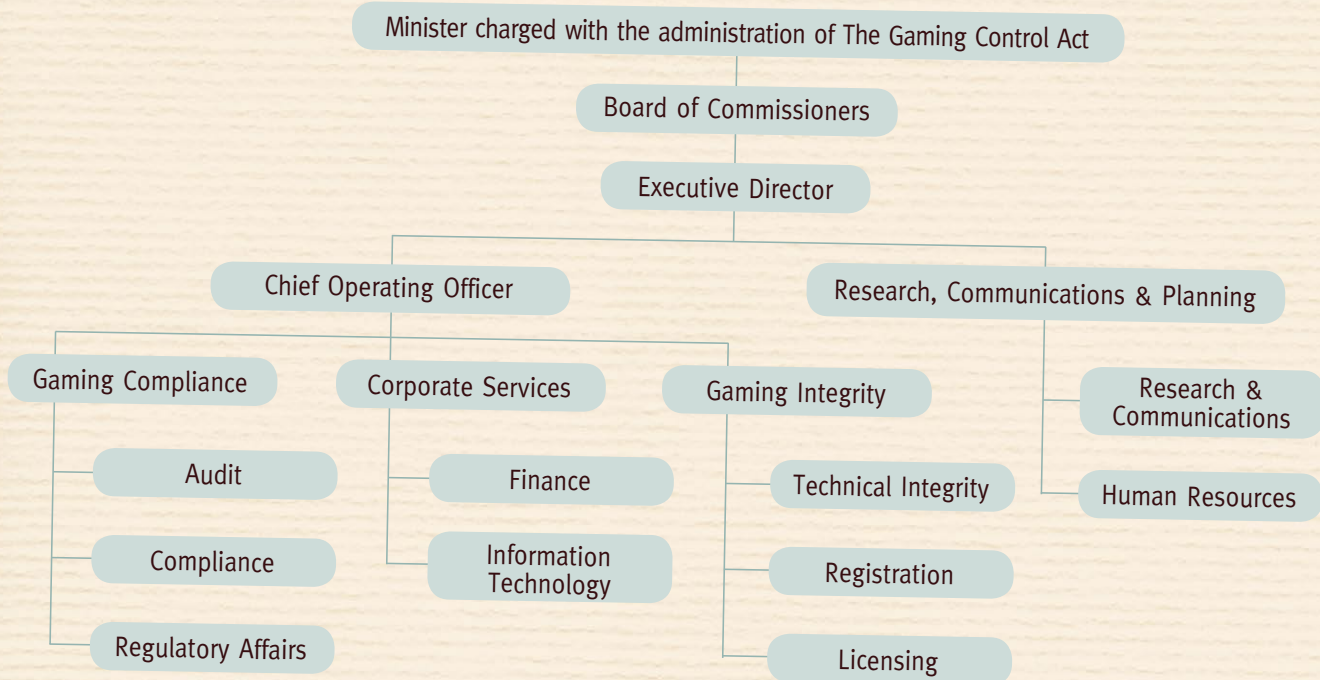 Minister charged with the administration of The Gaming Control Act
Board of Commissioners
Executive Director
Chief Operating Officer
Research, Communications & Planning
Gaming Compliance
Corporate Services
Gaming Integrity
Research &
Communications
Audit
Finance
Technical Integrity
Human Resources
Compliance
Information
Technology
Registration
Regulatory Affairs
Licensing